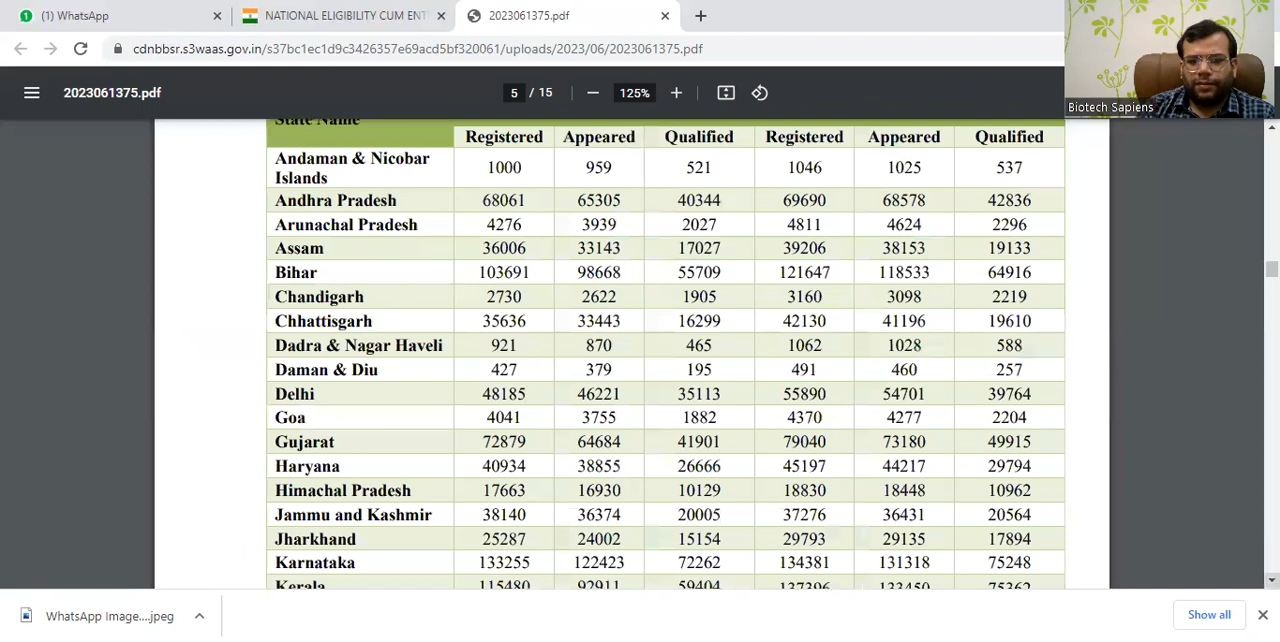 (1) WhatsApp
NATIONAL ELIGIBILITY CUM ENT
2023061375.pdf
cdnbbsr.s3waas.gov.in/s37bc1ec1d9c3426357e69acd5bf320061/uploads/2023/06/2023061375.pdf
Biotech Sapiens
2023061375.pdf
5 / 15
125%
State Name
Registered Appeared Qualified Registered Appeared Qualified
Andaman & Nicobar
Islands 1000 959 521 1046 1025 537
Andhra Pradesh 68061 65305 40344 69690 68578 42836
Arunachal Pradesh 4276 3939 2027 4811 4624 2296
Assam 36006 33143 17027 39206 38153 19133
Bihar 103691 98668 55709 121647 118533 64916
Chandigarh 2730 2622 1905 3160 3098 2219
Chhattisgarh 35636 33443 16299 42130 41196 19610
Dadra & Nagar Haveli 921 870 465 1062 1028 588
Daman & Diu 427 379 195 491 460 257
Delhi 48185 46221 35113 55890 54701 39764
Goa 4041 3755 1882 4370 4277 2204
Gujarat 72879 64684 41901 79040 73180 49915
Haryana 40934 38855 26666 45197 44217 29794
Himachal Pradesh 17663 16930 10129 18830 18448 10962
Jammu and Kashmir 38140 36374 20005 37276 36431 20564
Jharkhand 25287 24002 15154 29793 29135 17894
Karnataka 133255 122423 72262 134381 131318 75248
Kerala 115480 92911 59404 137396 133450 75362
WhatsApp Image....jpeg
Show all